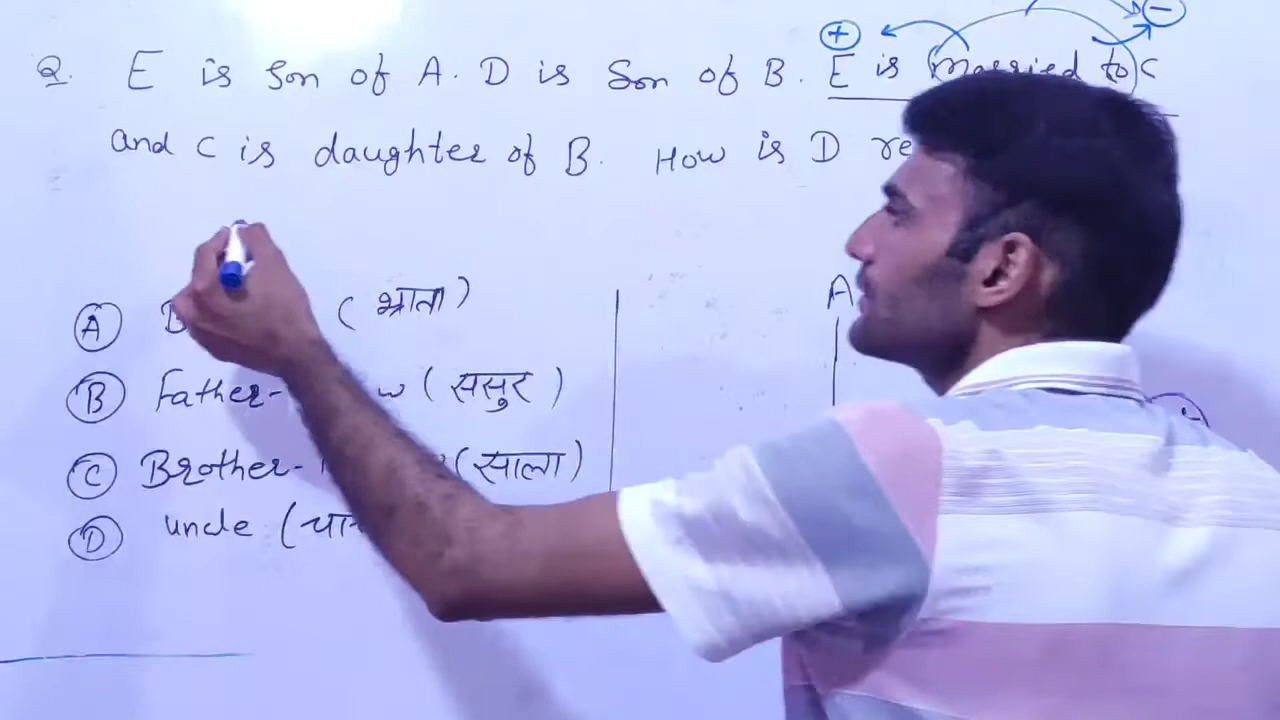 Q. E is Son of A. D is Son of B. E is married to C
and C is daughter of B. How is D
A (भ्राता)
A
B Father- (ससुर)
C Brother- (साला)
D uncle